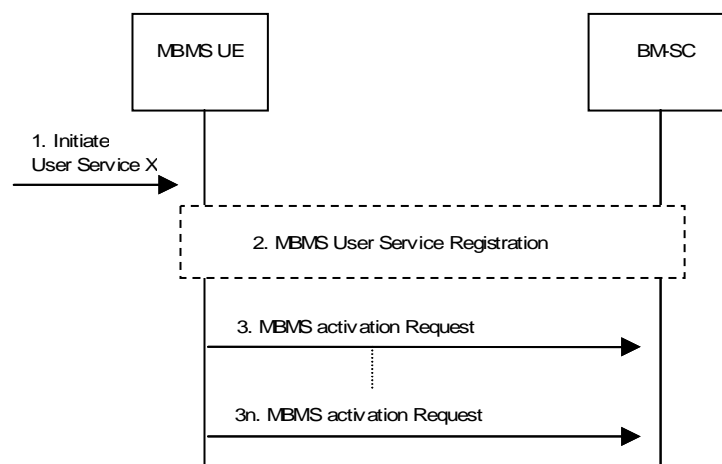 MBMS UE
BM-SC
1. Initiate
User Service X
2. MBMS User Service Registration
3. MBMS activation Request
3n. MBMS activation Request